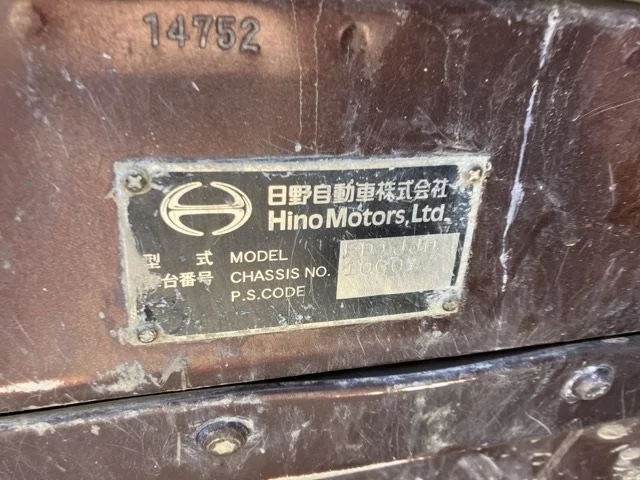 14752
日野自動車株式会社
Hino Motors, Ltd.
型 式 MODEL
台番号 CHASSIS NO.
P.S.CODE